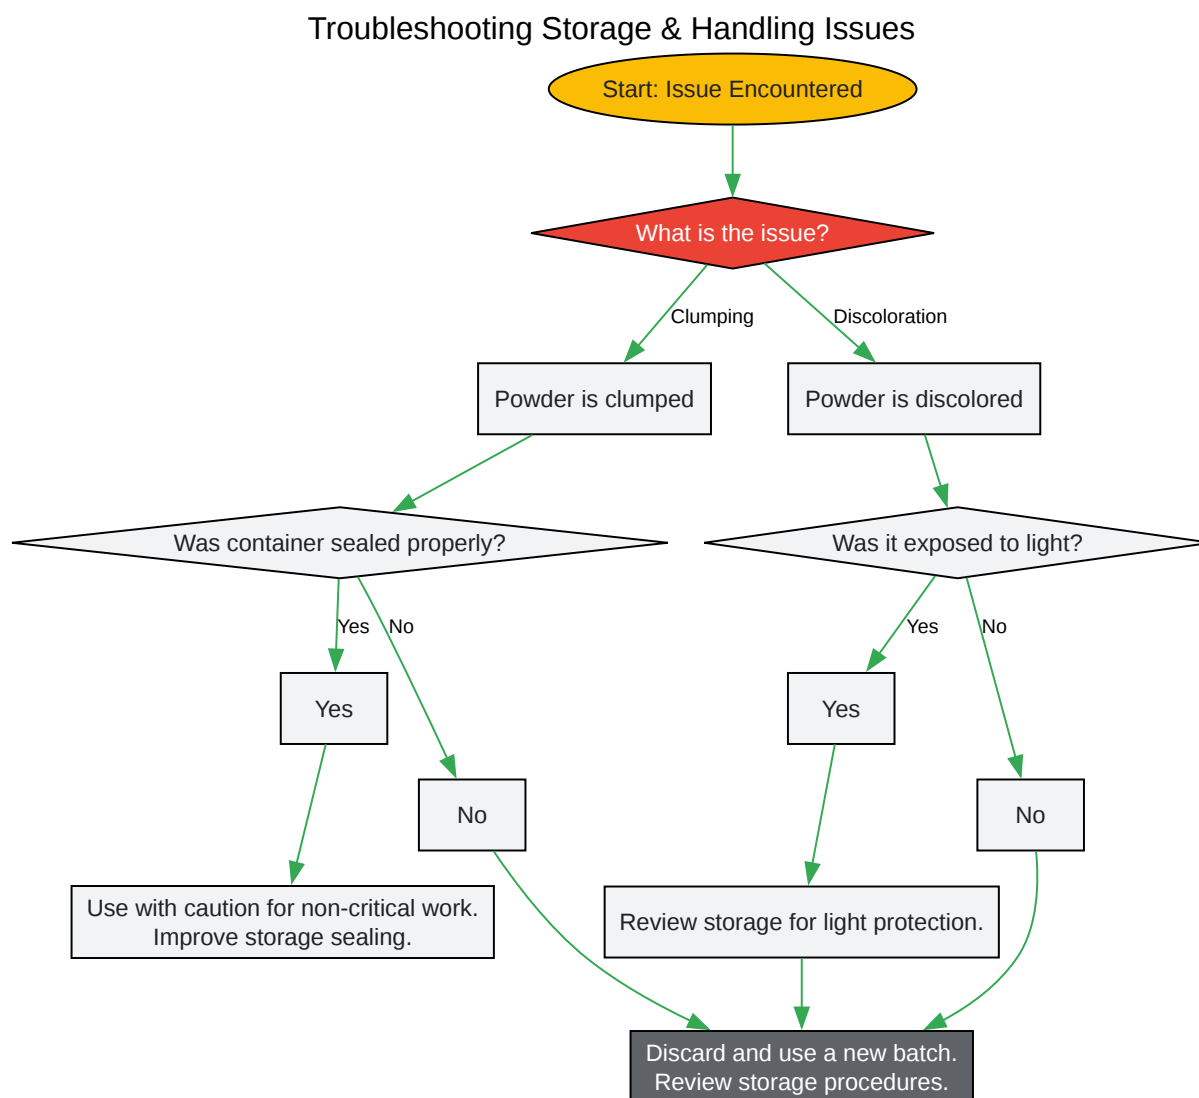 Troubleshooting Storage & Handling Issues
Start: Issue Encountered
What is the issue?
Clumping
Discoloration
Powder is clumped
Powder is discolored
Was container sealed properly?
Was it exposed to light?
Yes
No
Yes
No
Yes
Yes
No
No
Use with caution for non-critical work.
Improve storage sealing.
Review storage for light protection.
Discard and use a new batch.
Review storage procedures.